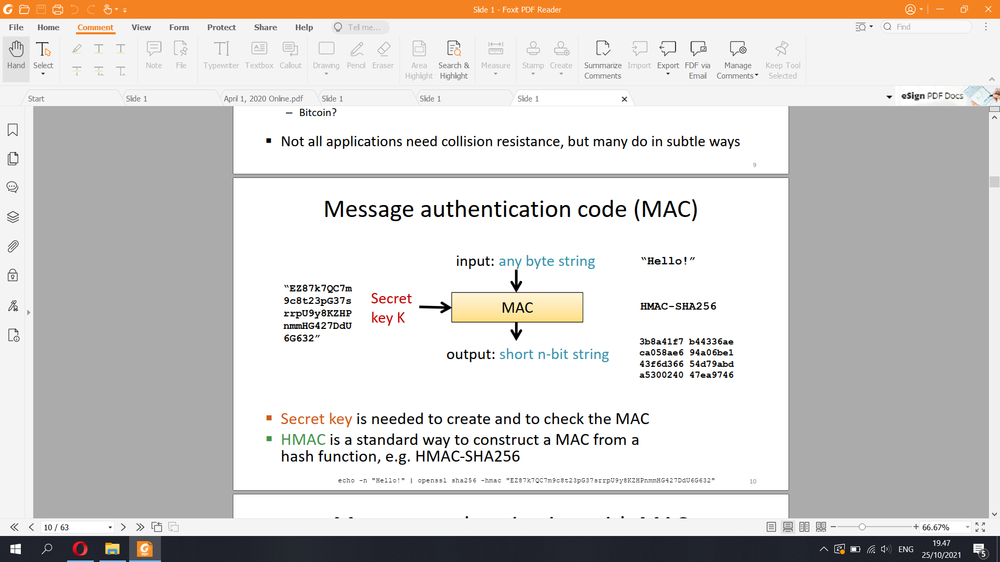 Slide 1 - Foxit PDF Reader
File Home Comment View Form Protect Share Help Tell me... Find
Hand Select Note File Typewriter Textbox Callout Drawing Pencil Eraser Area Highlight Search & Highlight Measure Stamp Create Summarize Comments Import Export FDF via Email Manage Comments Keep Tool Selected
Start Slide 1 April 1, 2020 Online.pdf Slide 1 Slide 1 Slide 1 eSign PDF Docs
– Bitcoin?
▪ Not all applications need collision resistance, but many do in subtle ways
9
Message authentication code (MAC)
input: any byte string
“Hello!”
“EZ87k7QC7m
9c8t23pG37s
rrpU9y8KZHP
nmmHG427DdU
6G632”
Secret
key K
MAC
HMAC-SHA256
output: short n-bit string
3b8a41f7 b44336ae
ca058ae6 94a06be1
43f6d366 54d79abd
a5300240 47ea9746
▪ Secret key is needed to create and to check the MAC
▪ HMAC is a standard way to construct a MAC from a
hash function, e.g. HMAC-SHA256
echo -n "Hello!" | openssl sha256 -hmac "EZ87k7QC7m9c8t23pG37srrpU9y8KZHPnmmHG427DdU6G632"
10
10 / 63
66.67%
PDF
ENG
19.47
25/10/2021
5